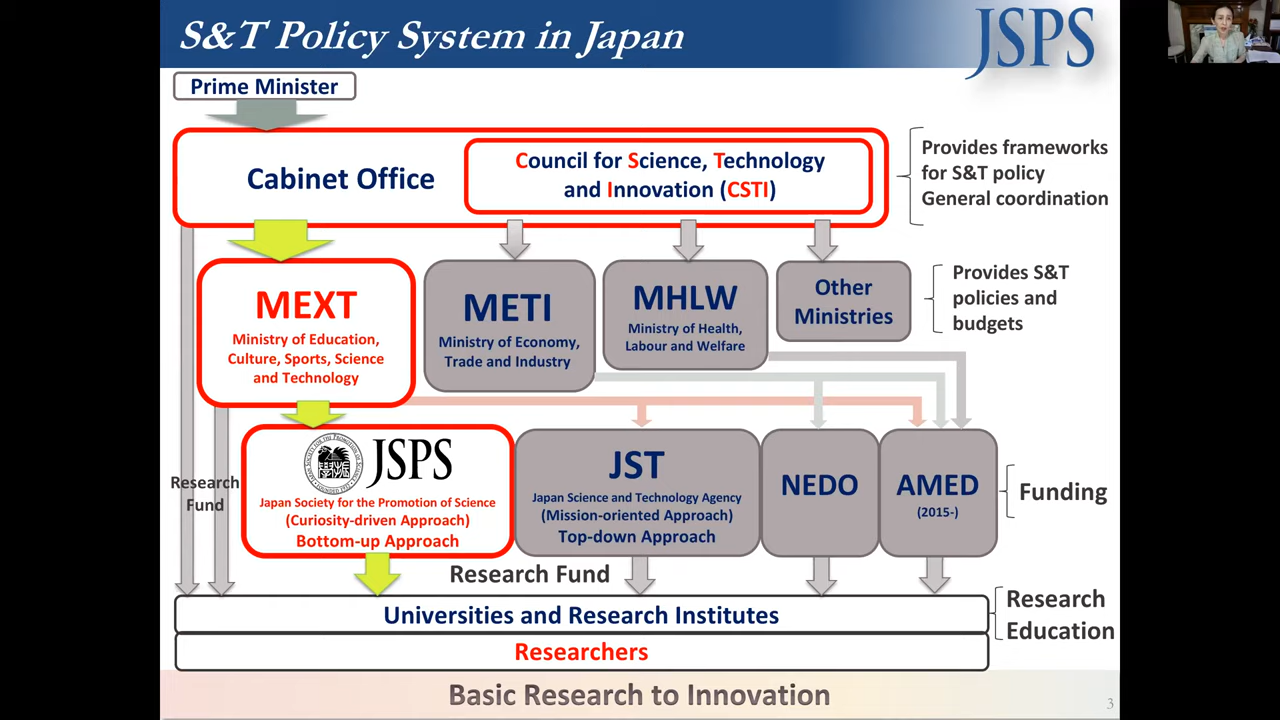 S&T Policy System in Japan
JSPS
Prime Minister
Cabinet Office
Council for Science, Technology
and Innovation (CSTI)
Provides frameworks
for S&T policy
General coordination
MEXT
Ministry of Education,
Culture, Sports, Science
and Technology
METI
Ministry of Economy,
Trade and Industry
MHLW
Ministry of Health,
Labour and Welfare
Other
Ministries
Provides S&T
policies and
budgets
Research
Fund
JSPS
Japan Society for the Promotion of Science
(Curiosity-driven Approach)
Bottom-up Approach
JST
Japan Science and Technology Agency
(Mission-oriented Approach)
Top-down Approach
NEDO
AMED
(2015-)
Funding
Research Fund
Universities and Research Institutes
Researchers
Research
Education
Basic Research to Innovation
3